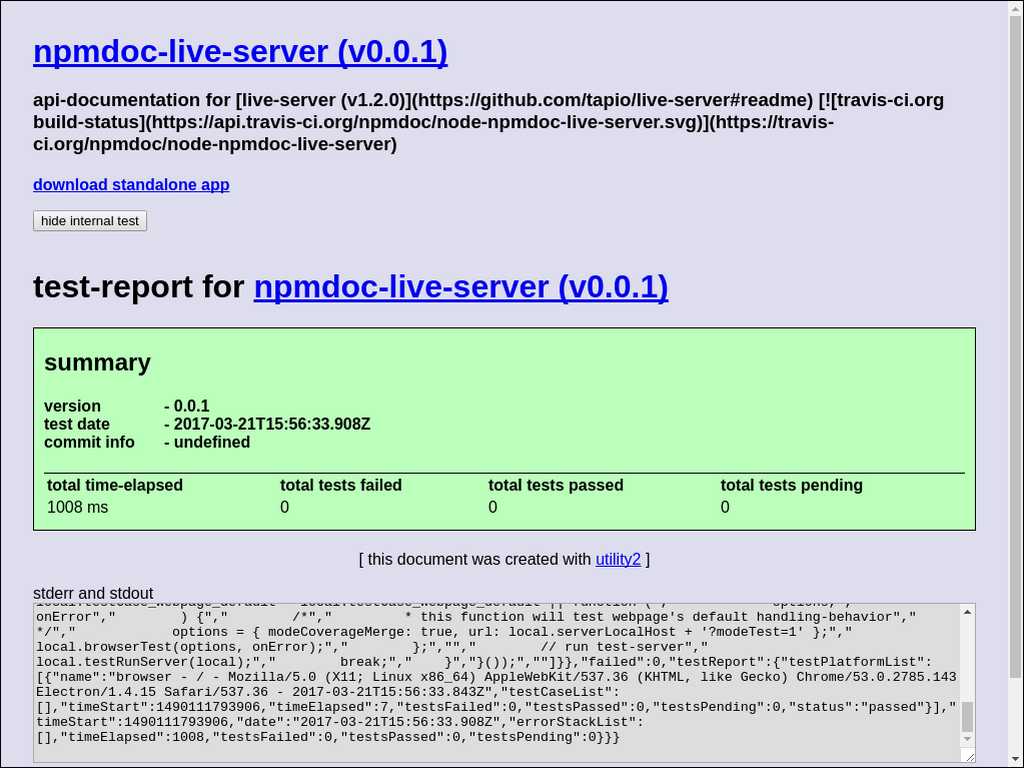 npmdoc-live-server (v0.0.1)
api-documentation for [live-server (v1.2.0)](https://github.com/tapio/live-server#readme) [![travis-ci.org
build-status](https://api.travis-ci.org/npmdoc/node-npmdoc-live-server.svg)](https://travis-
ci.org/npmdoc/node-npmdoc-live-server)
download standalone app
hide internal test
test-report for npmdoc-live-server (v0.0.1)
summary
version - 0.0.1
test date - 2017-03-21T15:56:33.908Z
commit info - undefined
total time-elapsed total tests failed total tests passed total tests pending
1008 ms 0 0 0
[ this document was created with utility2 ]
stderr and stdout
onError","        ) {","        /*","         * this function will test webpage's default handling-behavior","
*/","            options = { modeCoverageMerge: true, url: local.serverLocalHost + '?modeTest=1' };","
local.browserTest(options, onError);","        };","","        // run test-server","
local.testRunServer(local);","        break;","    }","}());",""]}},"failed":0,"testReport":{"testPlatformList":
[{"name":"browser - / - Mozilla/5.0 (X11; Linux x86_64) AppleWebKit/537.36 (KHTML, like Gecko) Chrome/53.0.2785.143
Electron/1.4.15 Safari/537.36 - 2017-03-21T15:56:33.843Z","testCaseList":
[],"timeStart":1490111793906,"timeElapsed":7,"testsFailed":0,"testsPassed":0,"testsPending":0,"status":"passed"}],"
timeStart":1490111793906,"date":"2017-03-21T15:56:33.908Z","errorStackList":
[],"timeElapsed":1008,"testsFailed":0,"testsPassed":0,"testsPending":0}}}